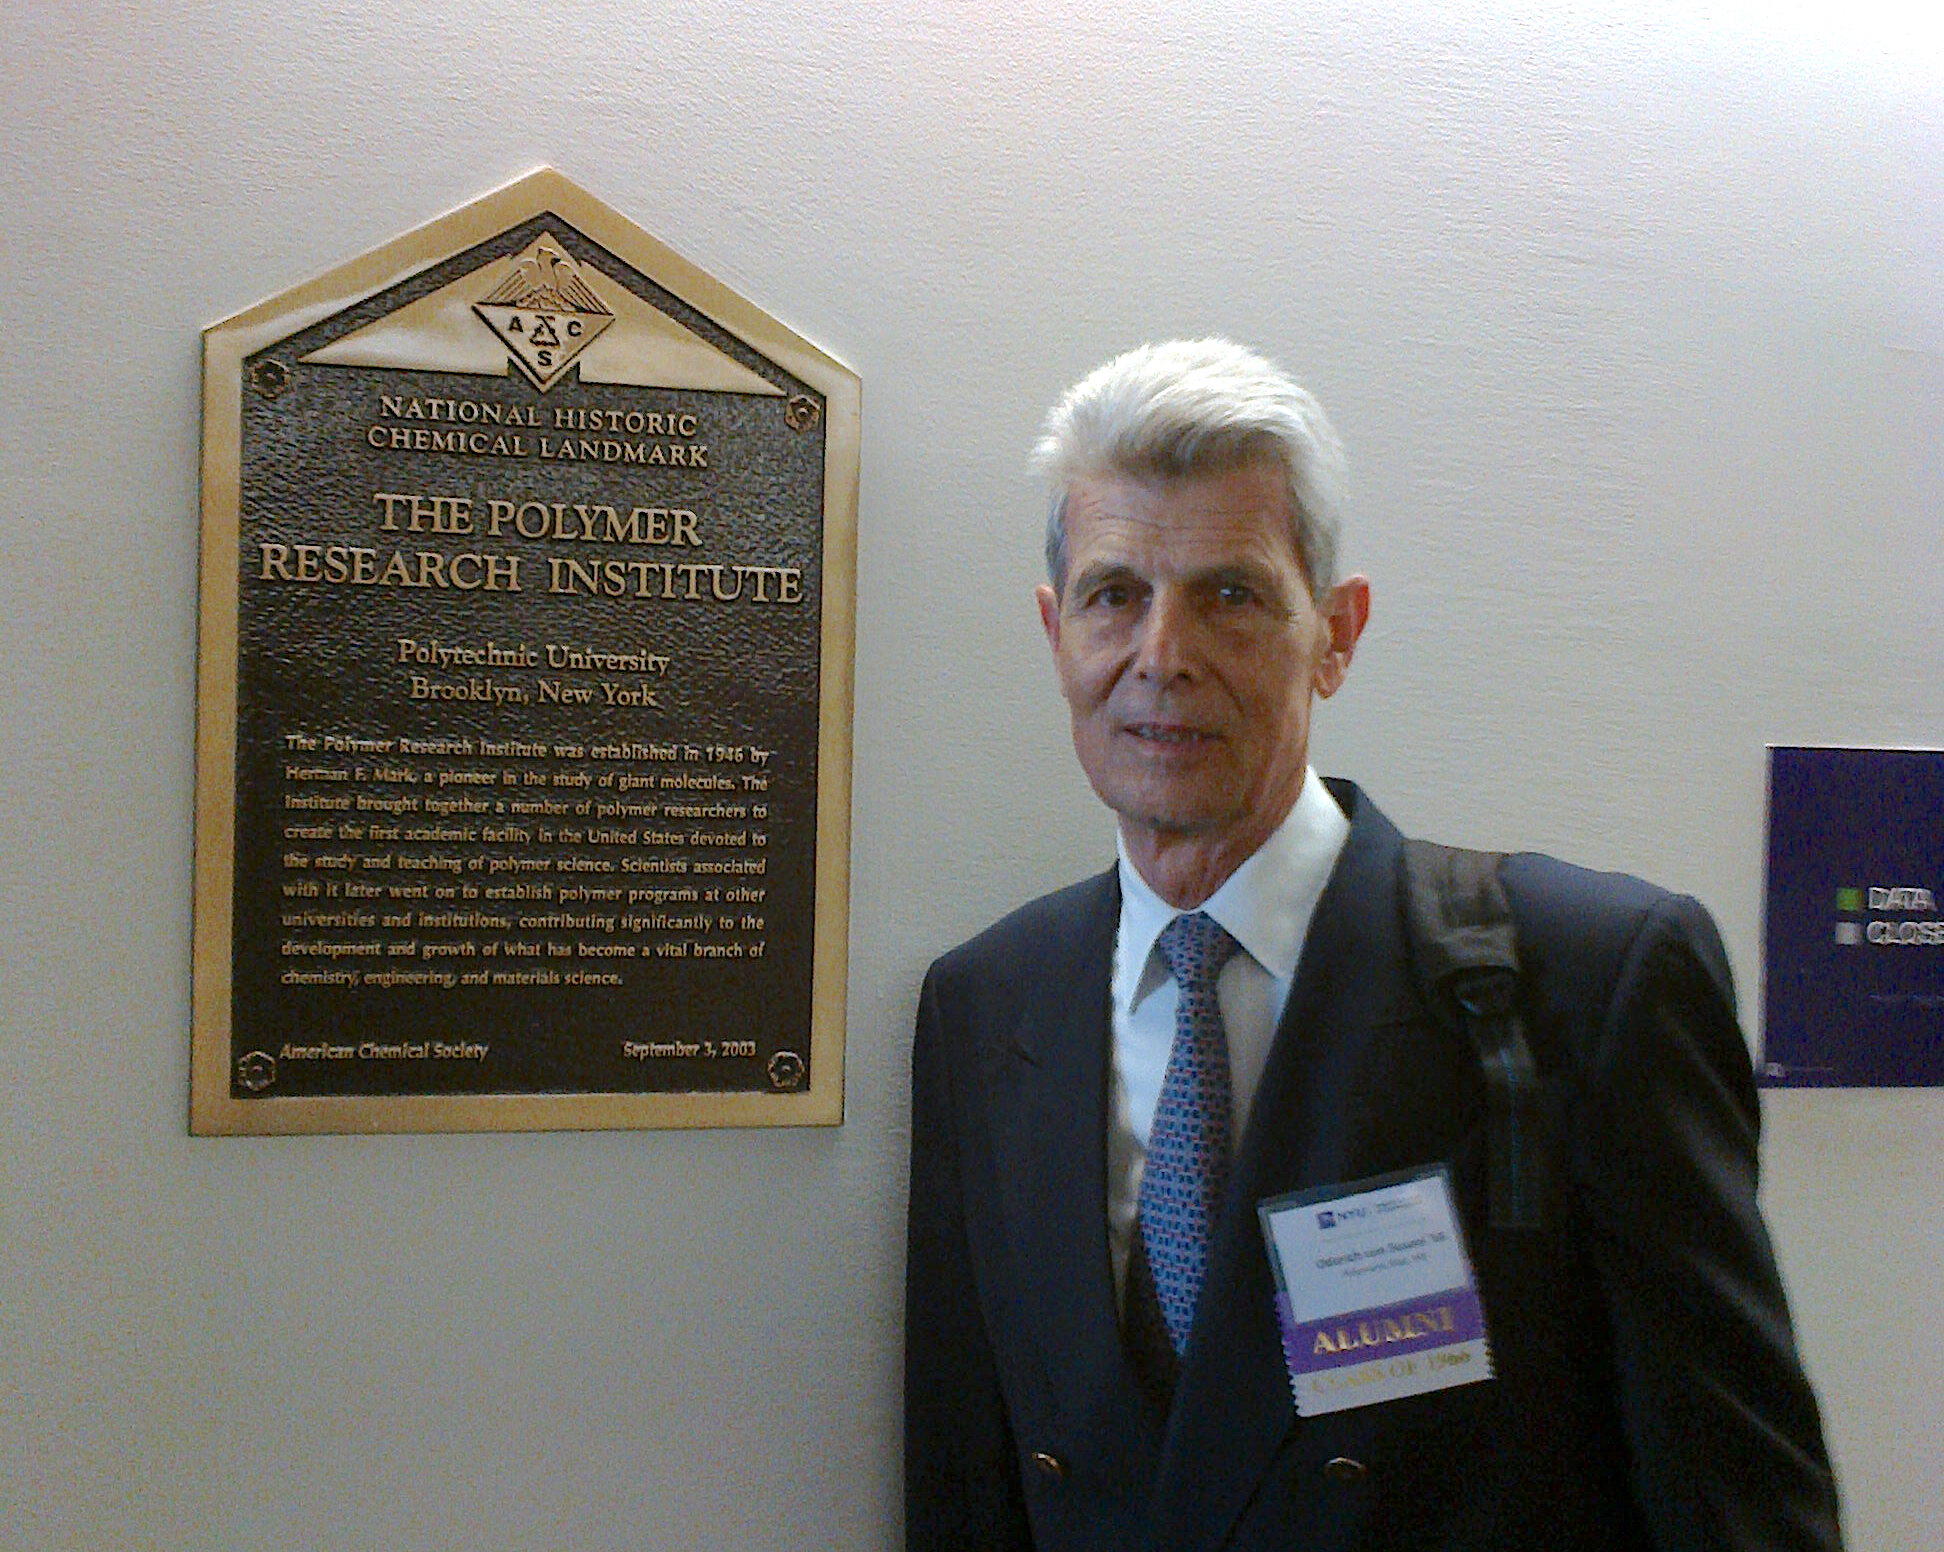 A C
S
NATIONAL HISTORIC
CHEMICAL LANDMARK
THE POLYMER
RESEARCH INSTITUTE
Polytechnic University
Brooklyn, New York
The Polymer Research Institute was established in 1946 by
Herman F. Mark, a pioneer in the study of giant molecules. The
Institute brought together a number of polymer researchers to
create the first academic facility in the United States devoted to
the study and teaching of polymer science. Scientists associated
with it later went on to establish polymer programs at other
universities and institutions, contributing significantly to the
development and growth of what has become a vital branch of
chemistry, engineering, and materials science.
American Chemical Society September 3, 2003
NYU
ALUMNI
CLASS OF 1966
DATA